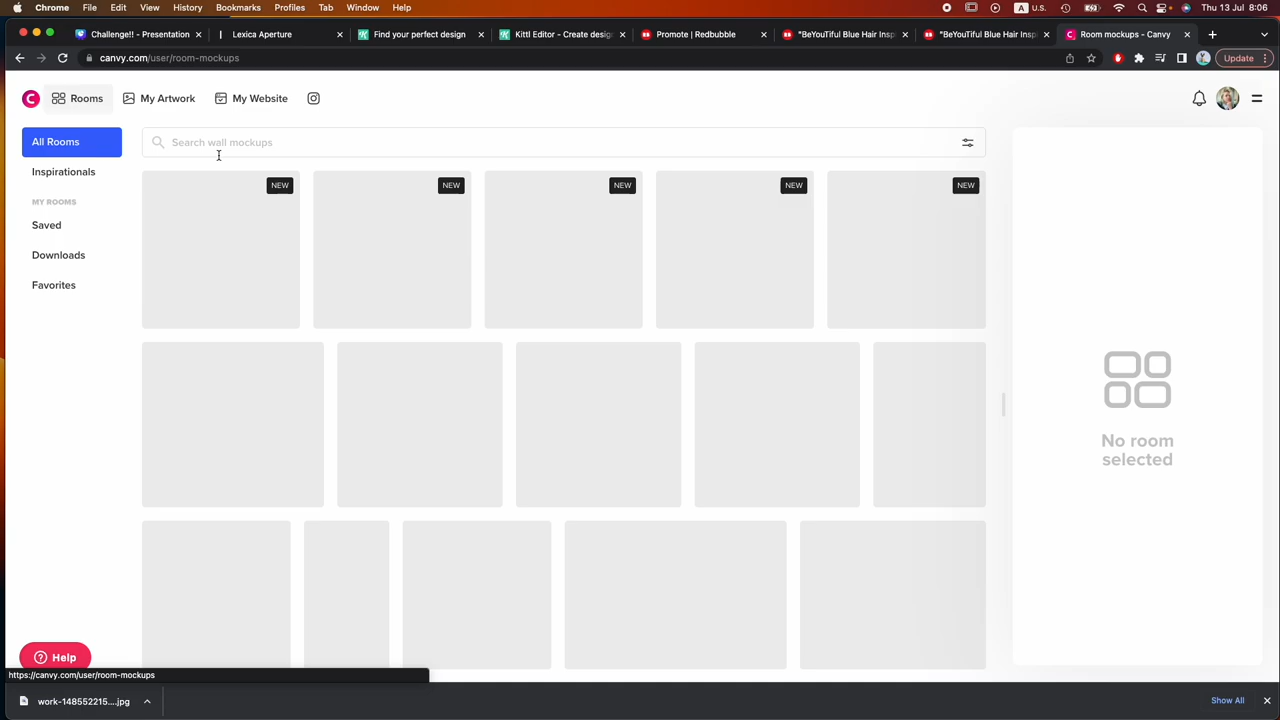 Chrome File Edit View History Bookmarks Profiles Tab Window Help A U.S. Thu 13 Jul 8:06
Challenge!! - Presentation Lexica Aperture Find your perfect design Kittl Editor - Create desig Promote | Redbubble *BeYouTiful Blue Hair Insp *BeYouTiful Blue Hair Insp Room mockups - Canvy
canvy.com/user/room-mockups Update
Rooms My Artwork My Website
All Rooms
Search wall mockups
Inspirationals
MY ROOMS
Saved
Downloads
Favorites
NEW NEW NEW NEW NEW
No room
selected
Help
https://canvy.com/user/room-mockups
work-148552215....jpg Show All